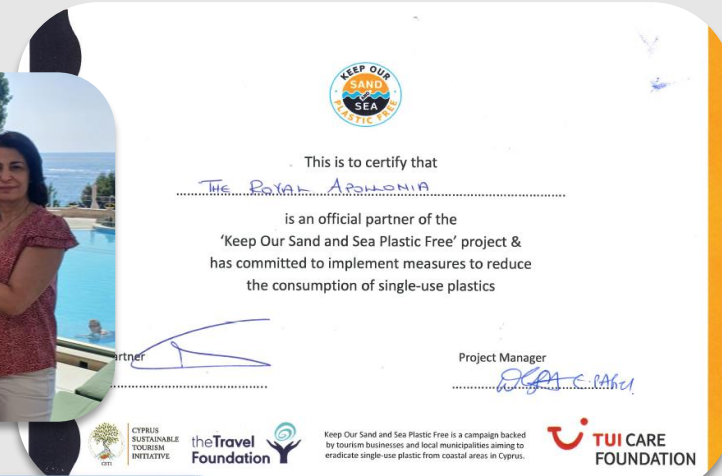 KEEP OUR
SAND
SEA
PLASTIC FREE
This is to certify that
THE ROYAL APOLLONIA
is an official partner of the
'Keep Our Sand and Sea Plastic Free' project &
has committed to implement measures to reduce
the consumption of single-use plastics
artner
Project Manager
CYPRUS
SUSTAINABLE
TOURISM
INITIATIVE
CSTI
theTravel
Foundation
Keep Our Sand and Sea Plastic Free is a campaign backed
by tourism businesses and local municipalities aiming to
eradicate single-use plastic from coastal areas in Cyprus.
TUI CARE
FOUNDATION